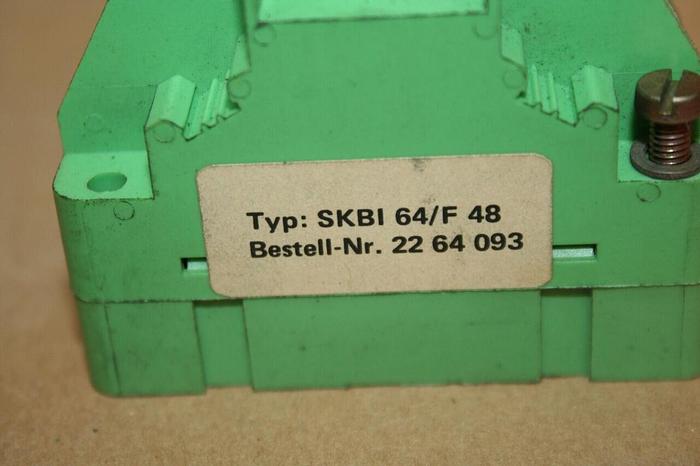 Typ: SKBI 64/F 48
Bestell-Nr. 22 64 093